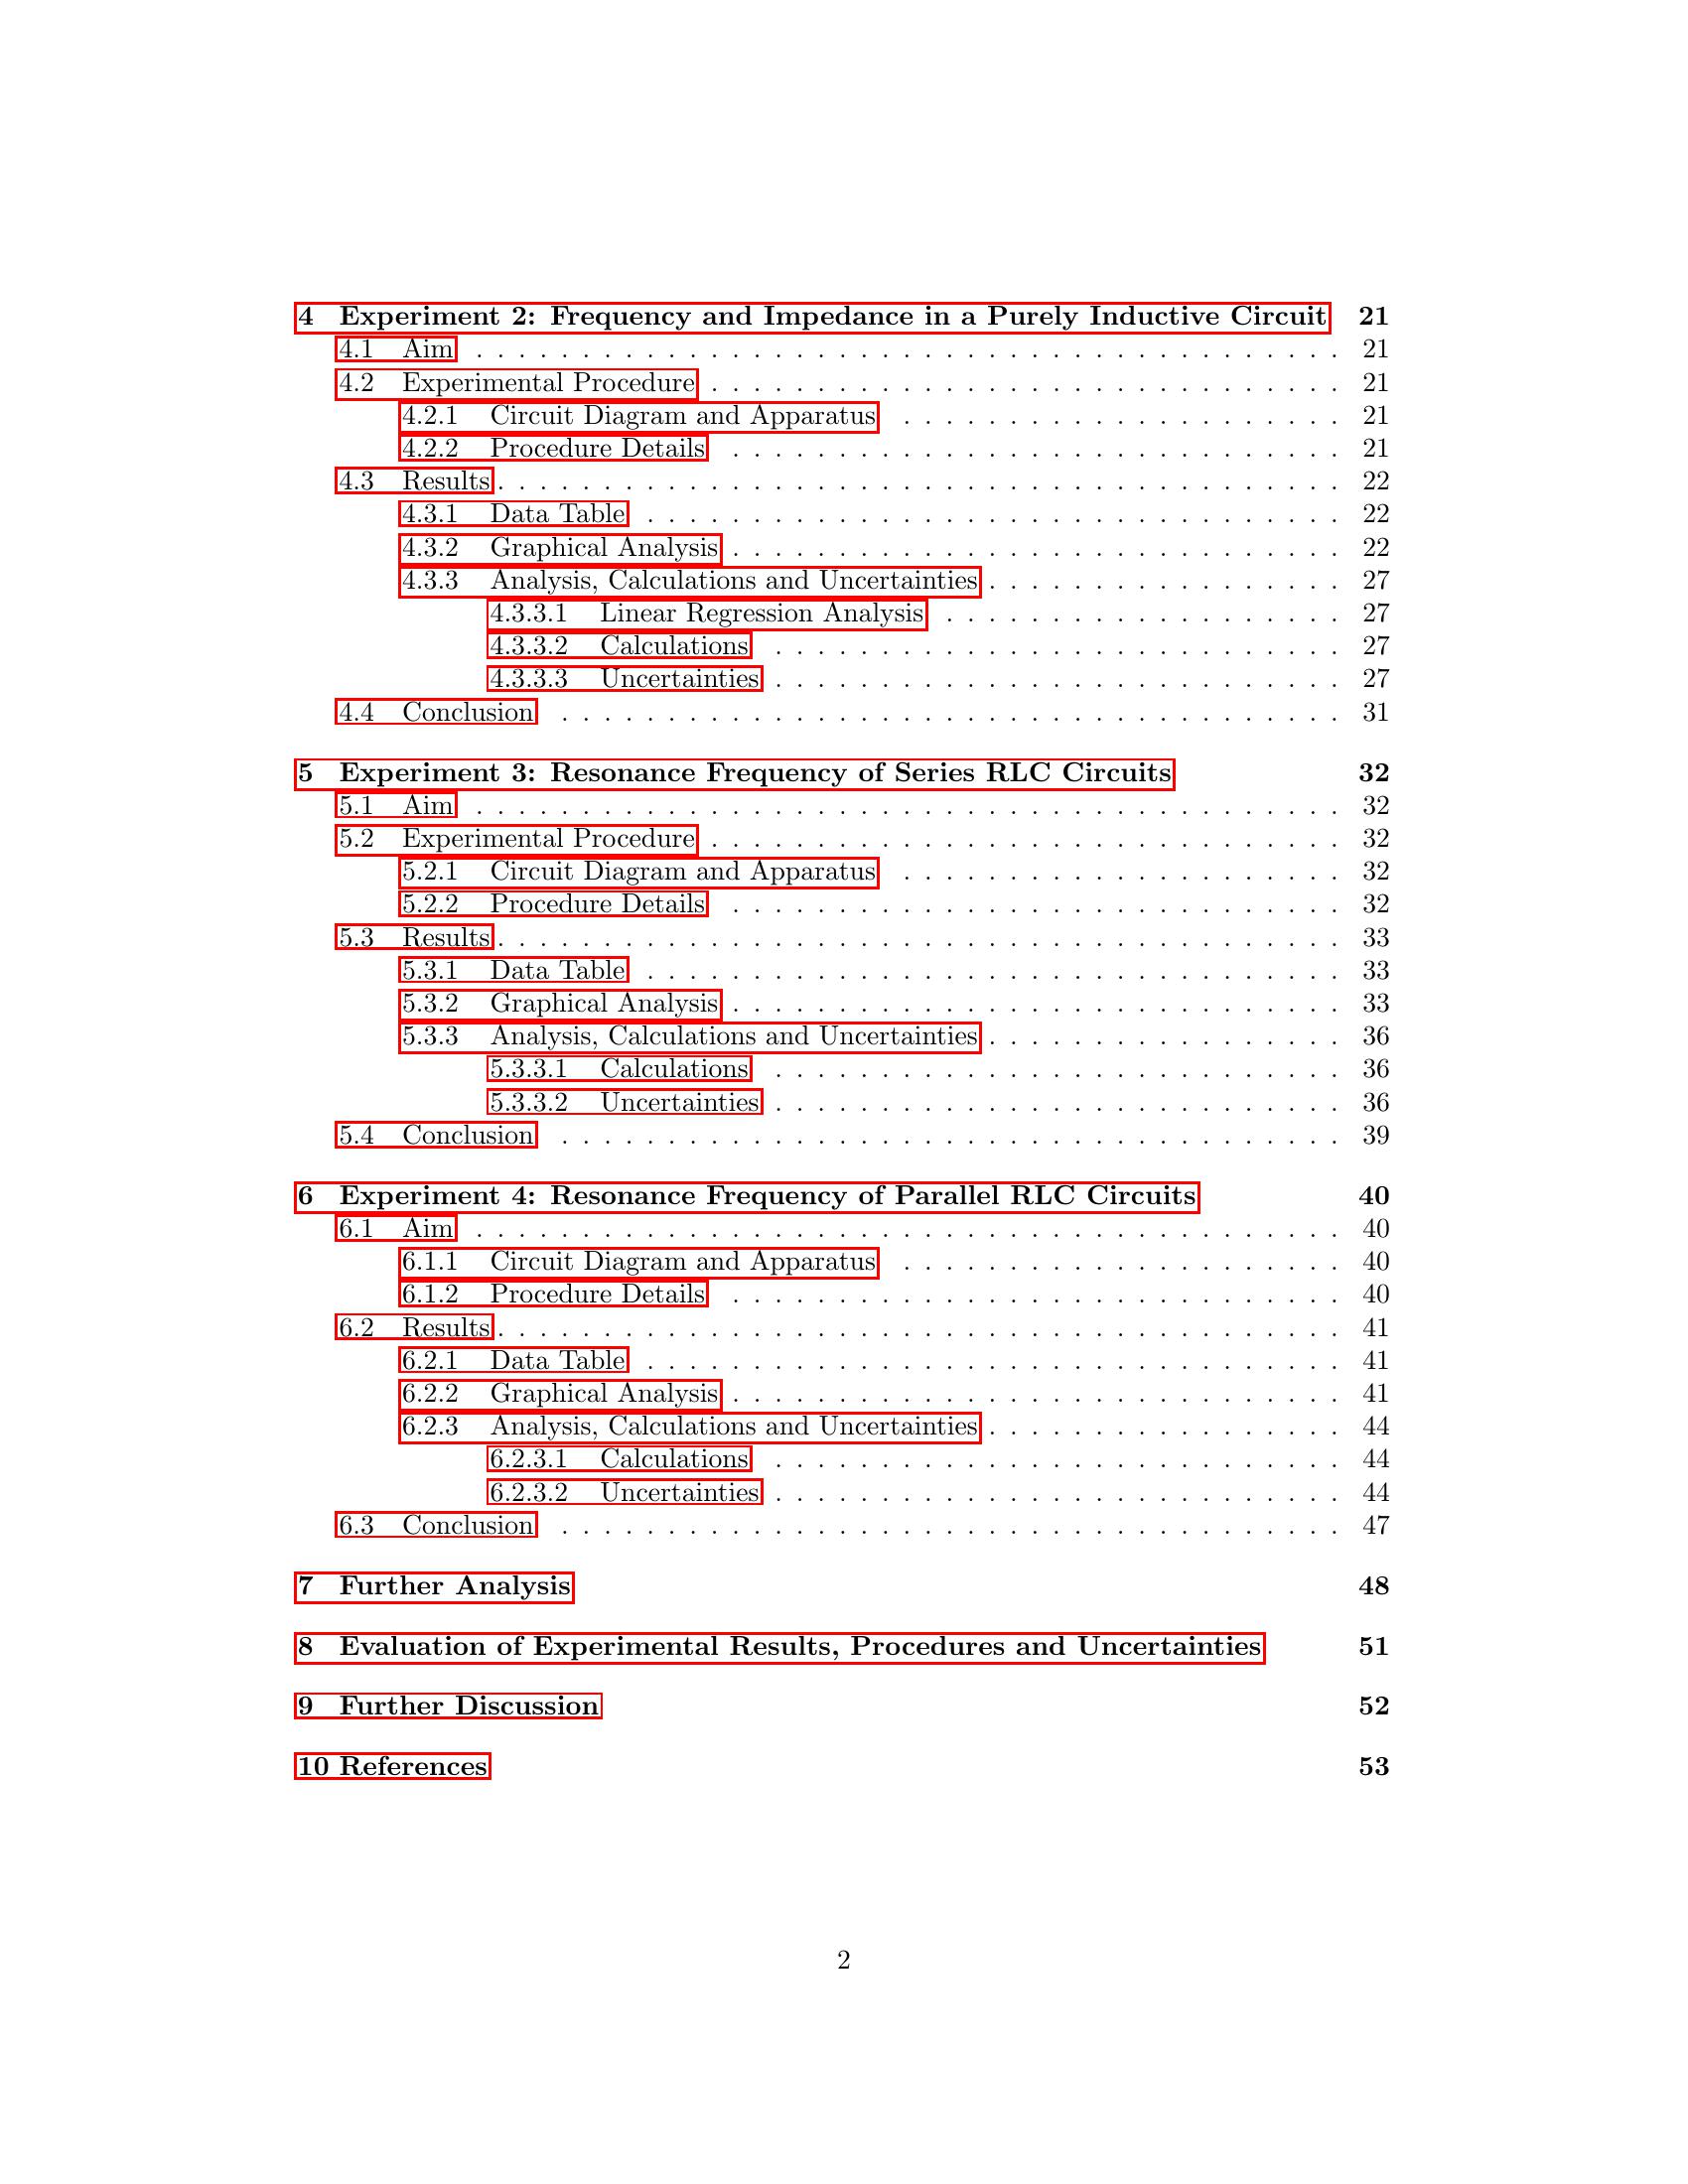 4 Experiment 2: Frequency and Impedance in a Purely Inductive Circuit 21
4.1 Aim . . . . . . . . . . . . . . . . . . . . . . . . . . . . . . . . . . . . . . . . . 21
4.2 Experimental Procedure . . . . . . . . . . . . . . . . . . . . . . . . . . . . . . 21
4.2.1 Circuit Diagram and Apparatus . . . . . . . . . . . . . . . . . . . . . 21
4.2.2 Procedure Details . . . . . . . . . . . . . . . . . . . . . . . . . . . . . 21
4.3 Results . . . . . . . . . . . . . . . . . . . . . . . . . . . . . . . . . . . . . . . . 22
4.3.1 Data Table . . . . . . . . . . . . . . . . . . . . . . . . . . . . . . . . . 22
4.3.2 Graphical Analysis . . . . . . . . . . . . . . . . . . . . . . . . . . . . . 22
4.3.3 Analysis, Calculations and Uncertainties . . . . . . . . . . . . . . . . . 27
4.3.3.1 Linear Regression Analysis . . . . . . . . . . . . . . . . . . . 27
4.3.3.2 Calculations . . . . . . . . . . . . . . . . . . . . . . . . . . . 27
4.3.3.3 Uncertainties . . . . . . . . . . . . . . . . . . . . . . . . . . . 27
4.4 Conclusion . . . . . . . . . . . . . . . . . . . . . . . . . . . . . . . . . . . . . 31
5 Experiment 3: Resonance Frequency of Series RLC Circuits 32
5.1 Aim . . . . . . . . . . . . . . . . . . . . . . . . . . . . . . . . . . . . . . . . . 32
5.2 Experimental Procedure . . . . . . . . . . . . . . . . . . . . . . . . . . . . . . 32
5.2.1 Circuit Diagram and Apparatus . . . . . . . . . . . . . . . . . . . . . 32
5.2.2 Procedure Details . . . . . . . . . . . . . . . . . . . . . . . . . . . . . 32
5.3 Results . . . . . . . . . . . . . . . . . . . . . . . . . . . . . . . . . . . . . . . . 33
5.3.1 Data Table . . . . . . . . . . . . . . . . . . . . . . . . . . . . . . . . . 33
5.3.2 Graphical Analysis . . . . . . . . . . . . . . . . . . . . . . . . . . . . . 33
5.3.3 Analysis, Calculations and Uncertainties . . . . . . . . . . . . . . . . . 36
5.3.3.1 Calculations . . . . . . . . . . . . . . . . . . . . . . . . . . . 36
5.3.3.2 Uncertainties . . . . . . . . . . . . . . . . . . . . . . . . . . . 36
5.4 Conclusion . . . . . . . . . . . . . . . . . . . . . . . . . . . . . . . . . . . . . 39
6 Experiment 4: Resonance Frequency of Parallel RLC Circuits 40
6.1 Aim . . . . . . . . . . . . . . . . . . . . . . . . . . . . . . . . . . . . . . . . . 40
6.1.1 Circuit Diagram and Apparatus . . . . . . . . . . . . . . . . . . . . . 40
6.1.2 Procedure Details . . . . . . . . . . . . . . . . . . . . . . . . . . . . . 40
6.2 Results . . . . . . . . . . . . . . . . . . . . . . . . . . . . . . . . . . . . . . . . 41
6.2.1 Data Table . . . . . . . . . . . . . . . . . . . . . . . . . . . . . . . . . 41
6.2.2 Graphical Analysis . . . . . . . . . . . . . . . . . . . . . . . . . . . . . 41
6.2.3 Analysis, Calculations and Uncertainties . . . . . . . . . . . . . . . . . 44
6.2.3.1 Calculations . . . . . . . . . . . . . . . . . . . . . . . . . . . 44
6.2.3.2 Uncertainties . . . . . . . . . . . . . . . . . . . . . . . . . . . 44
6.3 Conclusion . . . . . . . . . . . . . . . . . . . . . . . . . . . . . . . . . . . . . 47
7 Further Analysis 48
8 Evaluation of Experimental Results, Procedures and Uncertainties 51
9 Further Discussion 52
10 References 53
2